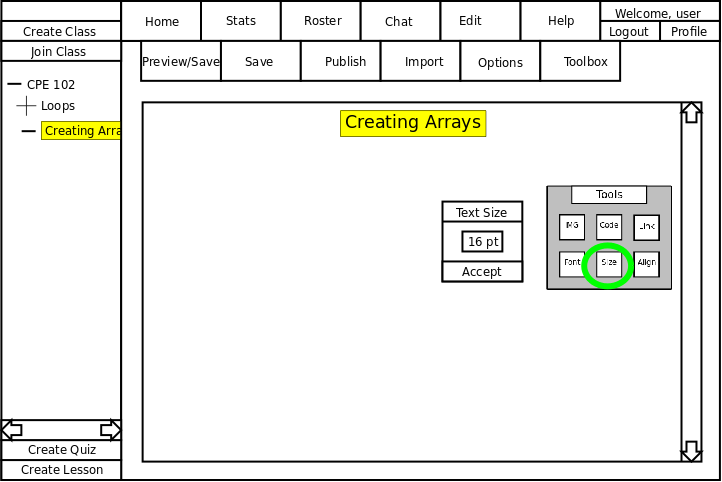 Home
Stats
Roster
Chat
Edit
Help
Welcome, user
Logout
Profile
Create Class
Join Class
Preview/Save
Save
Publish
Import
Options
Toolbox
CPE 102
Loops
Creating Arra
Creating Arrays
Tools
IMG
Code
Link
Font
Size
Align
Text Size
16 pt
Accept
Create Quiz
Create Lesson